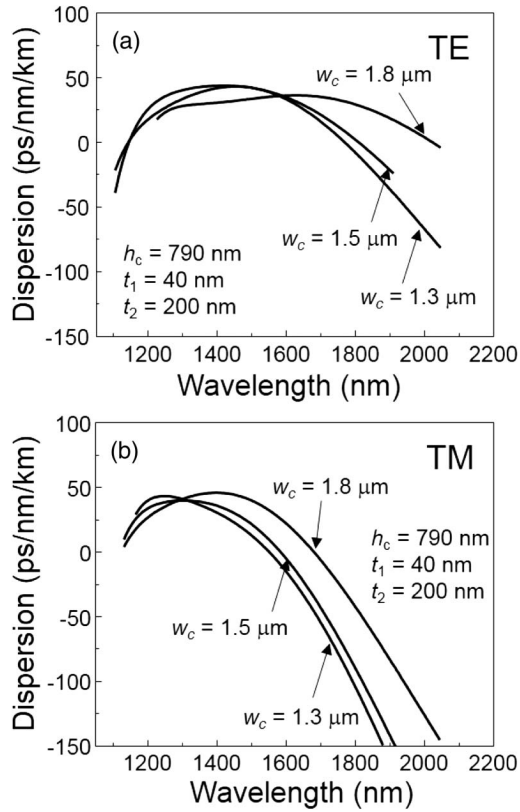 (a)
TE
Dispersion (ps/nm/km)
100
50
0
-50
-100
-150
w_c = 1.8 μm
w_c = 1.5 μm
w_c = 1.3 μm
h_c = 790 nm
t_1 = 40 nm
t_2 = 200 nm
1200 1400 1600 1800 2000 2200
Wavelength (nm)
(b)
TM
Dispersion (ps/nm/km)
100
50
0
-50
-100
-150
w_c = 1.8 μm
h_c = 790 nm
t_1 = 40 nm
t_2 = 200 nm
w_c = 1.5 μm
w_c = 1.3 μm
1200 1400 1600 1800 2000 2200
Wavelength (nm)